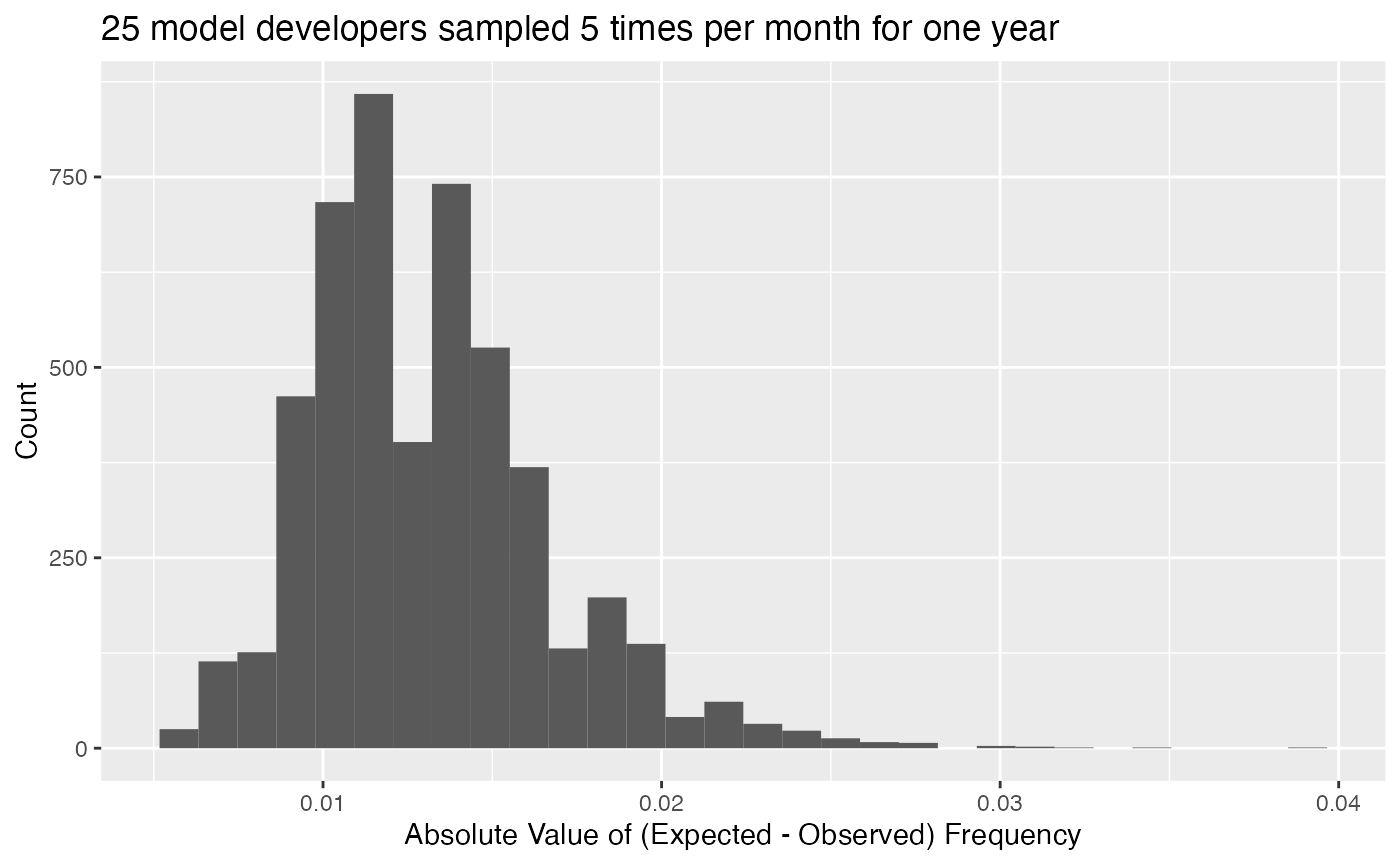 25 model developers sampled 5 times per month for one year
Count
750
500
250
0
0.01 0.02 0.03 0.04
Absolute Value of (Expected - Observed) Frequency